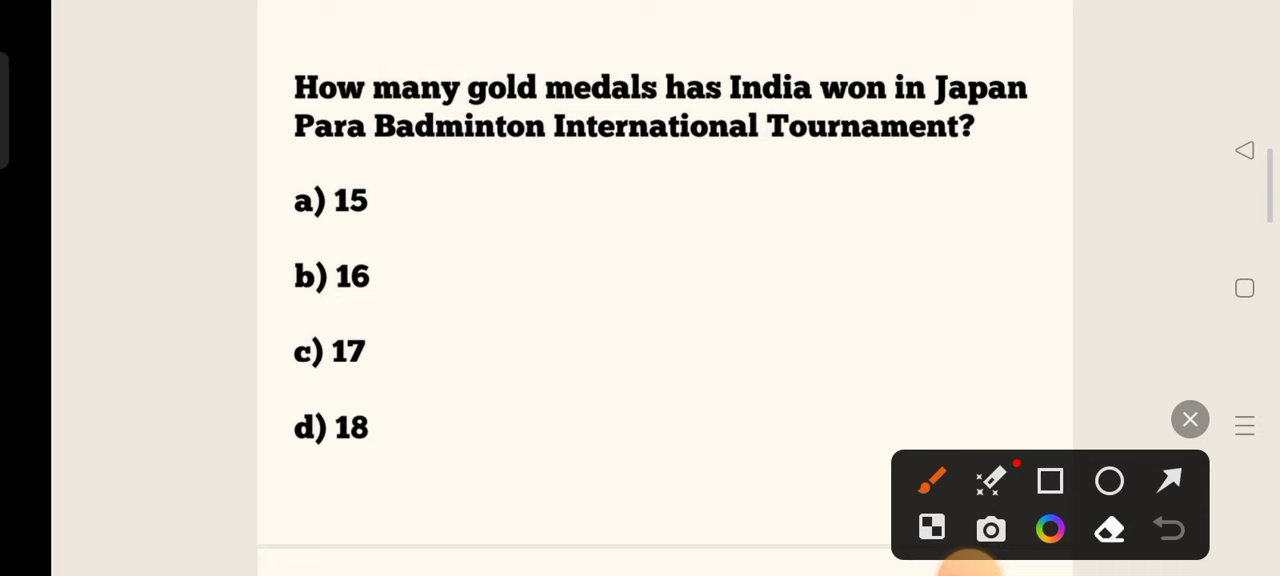 How many gold medals has India won in Japan
Para Badminton International Tournament?
a) 15
b) 16
c) 17
d) 18